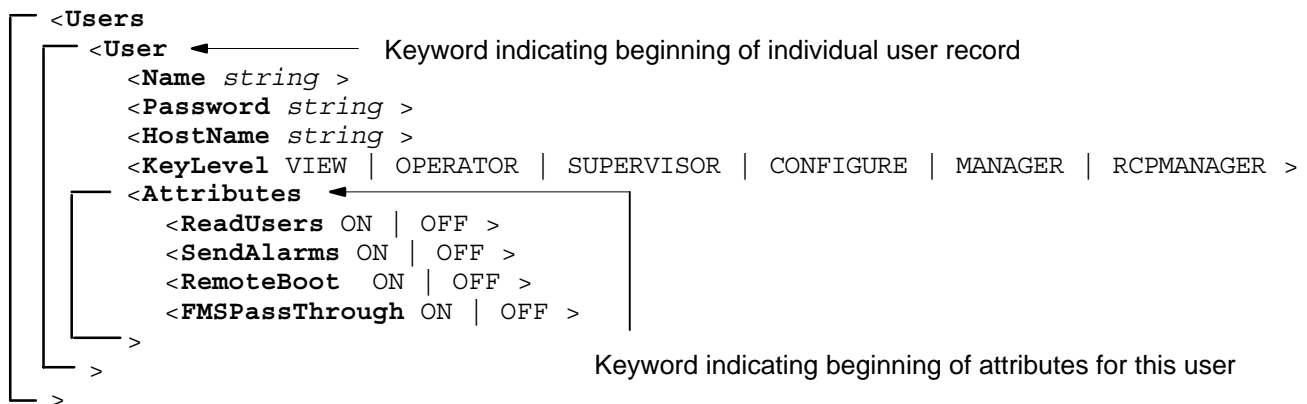 <Users
<User Keyword indicating beginning of individual user record
<Name string >
<Password string >
<HostName string >
<KeyLevel VIEW | OPERATOR | SUPERVISOR | CONFIGURE | MANAGER | RCPMANAGER >
<Attributes
<ReadUsers ON | OFF >
<SendAlarms ON | OFF >
<RemoteBoot ON | OFF >
<FMSPassThrough ON | OFF >
>
Keyword indicating beginning of attributes for this user
>
>